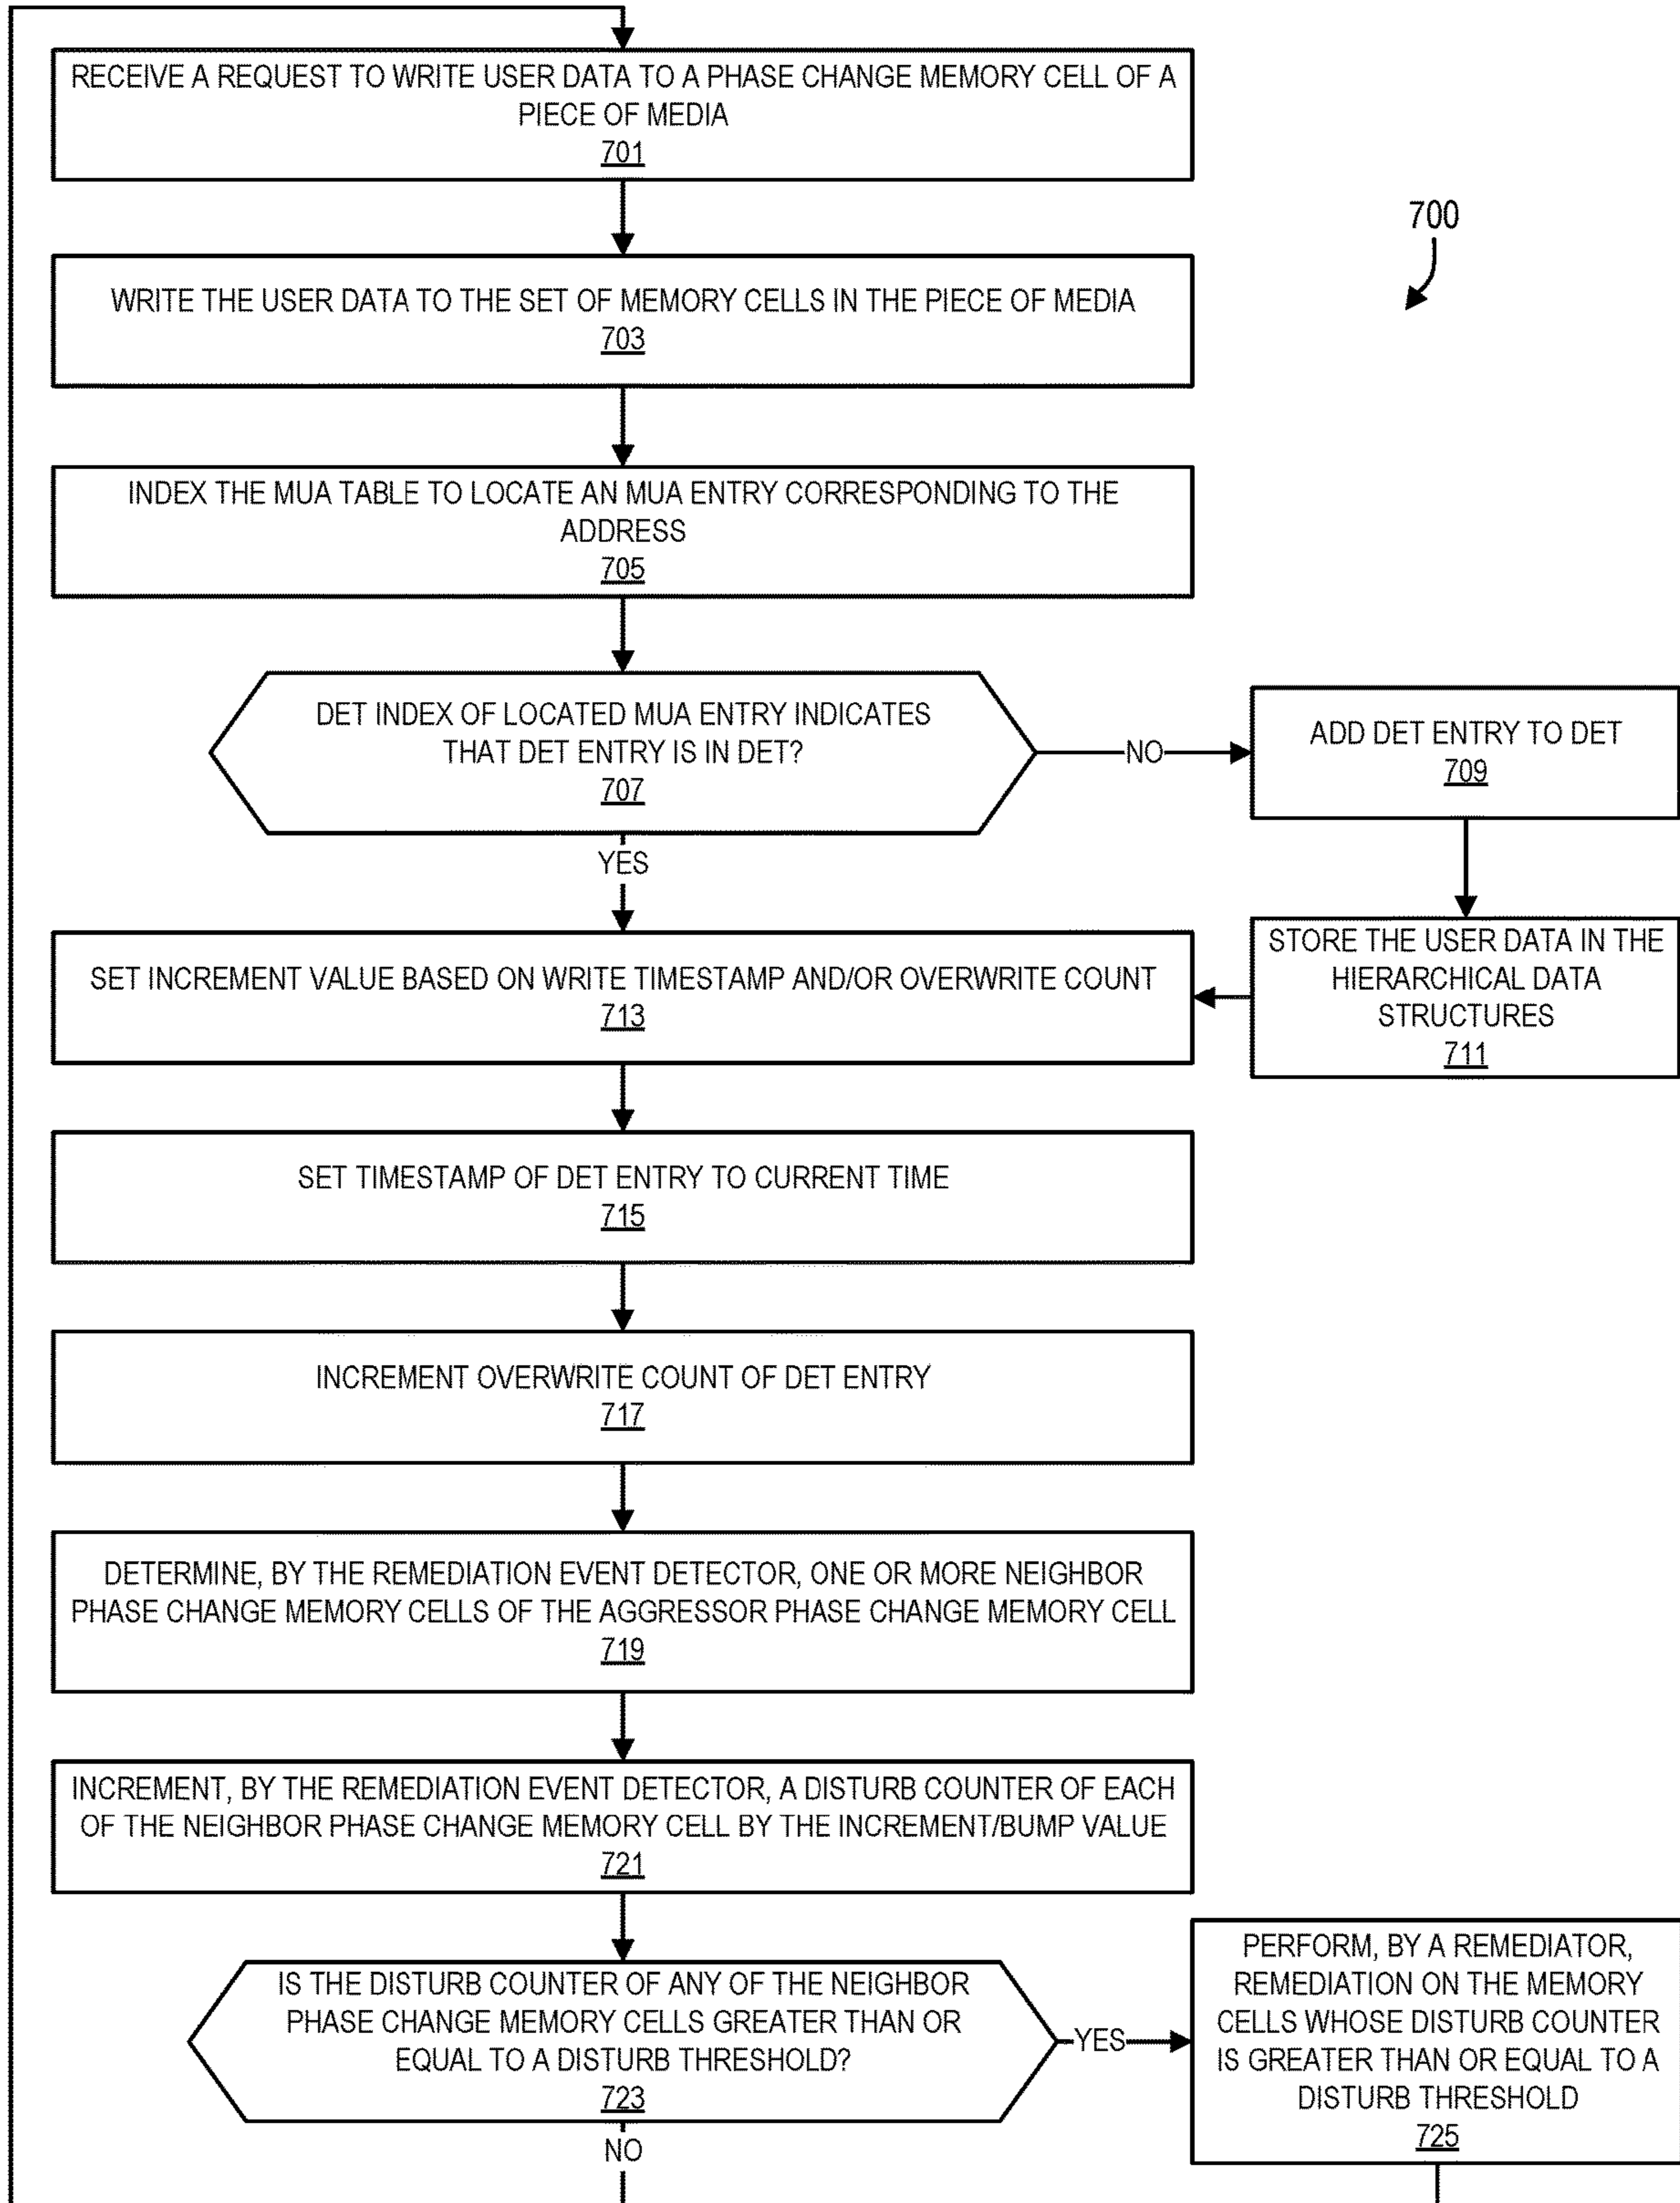 RECEIVE A REQUEST TO WRITE USER DATA TO A PHASE CHANGE MEMORY CELL OF A
PIECE OF MEDIA
701
700
WRITE THE USER DATA TO THE SET OF MEMORY CELLS IN THE PIECE OF MEDIA
703
INDEX THE MUA TABLE TO LOCATE AN MUA ENTRY CORRESPONDING TO THE
ADDRESS
705
DET INDEX OF LOCATED MUA ENTRY INDICATES
THAT DET ENTRY IS IN DET?
707
NO
ADD DET ENTRY TO DET
709
YES
STORE THE USER DATA IN THE
HIERARCHICAL DATA
STRUCTURES
711
SET INCREMENT VALUE BASED ON WRITE TIMESTAMP AND/OR OVERWRITE COUNT
713
SET TIMESTAMP OF DET ENTRY TO CURRENT TIME
715
INCREMENT OVERWRITE COUNT OF DET ENTRY
717
DETERMINE, BY THE REMEDIATION EVENT DETECTOR, ONE OR MORE NEIGHBOR
PHASE CHANGE MEMORY CELLS OF THE AGGRESSOR PHASE CHANGE MEMORY CELL
719
INCREMENT, BY THE REMEDIATION EVENT DETECTOR, A DISTURB COUNTER OF EACH
OF THE NEIGHBOR PHASE CHANGE MEMORY CELL BY THE INCREMENT/BUMP VALUE
721
IS THE DISTURB COUNTER OF ANY OF THE NEIGHBOR
PHASE CHANGE MEMORY CELLS GREATER THAN OR
EQUAL TO A DISTURB THRESHOLD?
723
YES
PERFORM, BY A REMEDIATOR,
REMEDIATION ON THE MEMORY
CELLS WHOSE DISTURB COUNTER
IS GREATER THAN OR EQUAL TO A
DISTURB THRESHOLD
725
NO